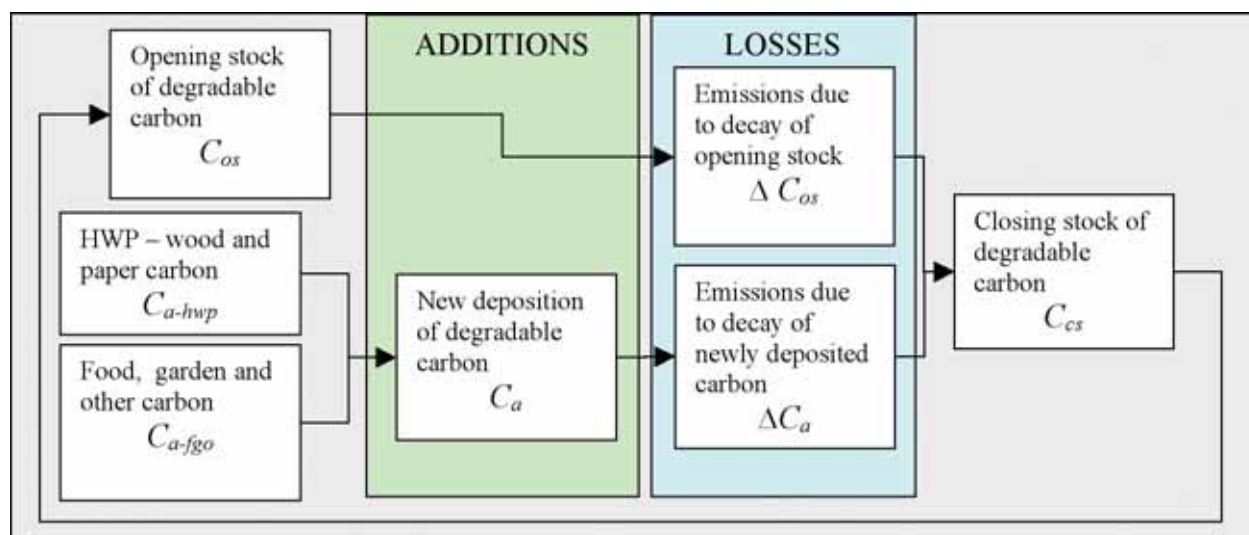 ADDITIONS
LOSSES
Opening stock
of degradable
carbon
Cos
HWP – wood and
paper carbon
Ca-hwp
Food, garden and
other carbon
Ca-fgo
New deposition
of degradable
carbon
Ca
Emissions due
to decay of
opening stock
Δ Cos
Emissions due
to decay of
newly deposited
carbon
ΔCa
Closing stock of
degradable
carbon
Ccs